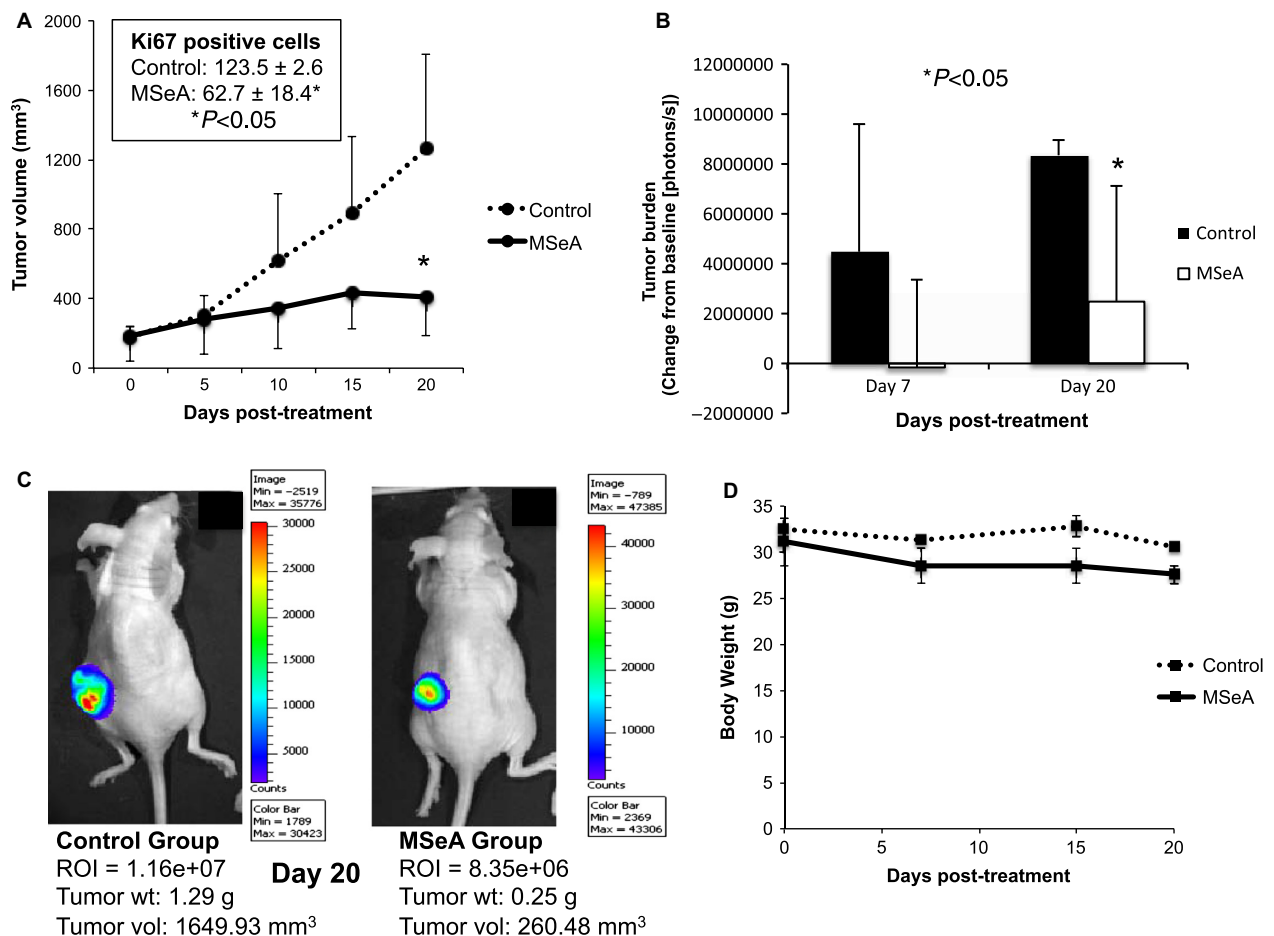 A
2000
1600
1200
800
400
0
Tumor volume (mm³)
Ki67 positive cells
Control: 123.5 ± 2.6
MSeA: 62.7 ± 18.4*
*P<0.05
*
0 5 10 15 20
Days post-treatment
Control
MSeA
B
12000000
10000000
8000000
6000000
4000000
2000000
0
−2000000
Tumor burden
(Change from baseline [photons/s])
*P<0.05
*
Day 7 Day 20
Days post-treatment
Control
MSeA
C
Image
Min = −2519
Max = 35776
30000
25000
20000
15000
10000
5000
Counts
Color Bar
Min = 1789
Max = 30423
Control Group
ROI = 1.16e+07
Tumor wt: 1.29 g
Tumor vol: 1649.93 mm³
Day 20
Image
Min = −789
Max = 47385
40000
30000
20000
10000
Counts
Color Bar
Min = 2369
Max = 43306
MSeA Group
ROI = 8.35e+06
Tumor wt: 0.25 g
Tumor vol: 260.48 mm³
D
35
30
25
20
15
10
5
0
Body Weight (g)
0 5 10 15 20
Days post-treatment
Control
MSeA